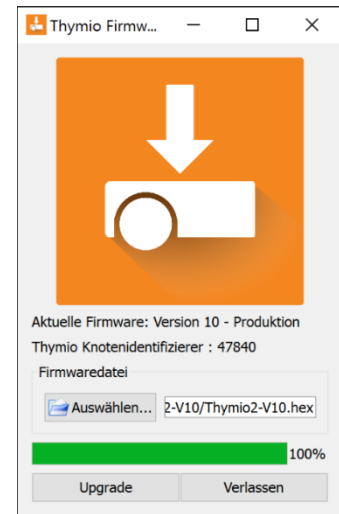 Thymio Firmw...
Aktuelle Firmware: Version 10 - Produktion
Thymio Knotenidentifizierer : 47840
Firmwaredatei
Auswählen... 2-V10/Thymio2-V10.hex
100%
Upgrade Verlassen